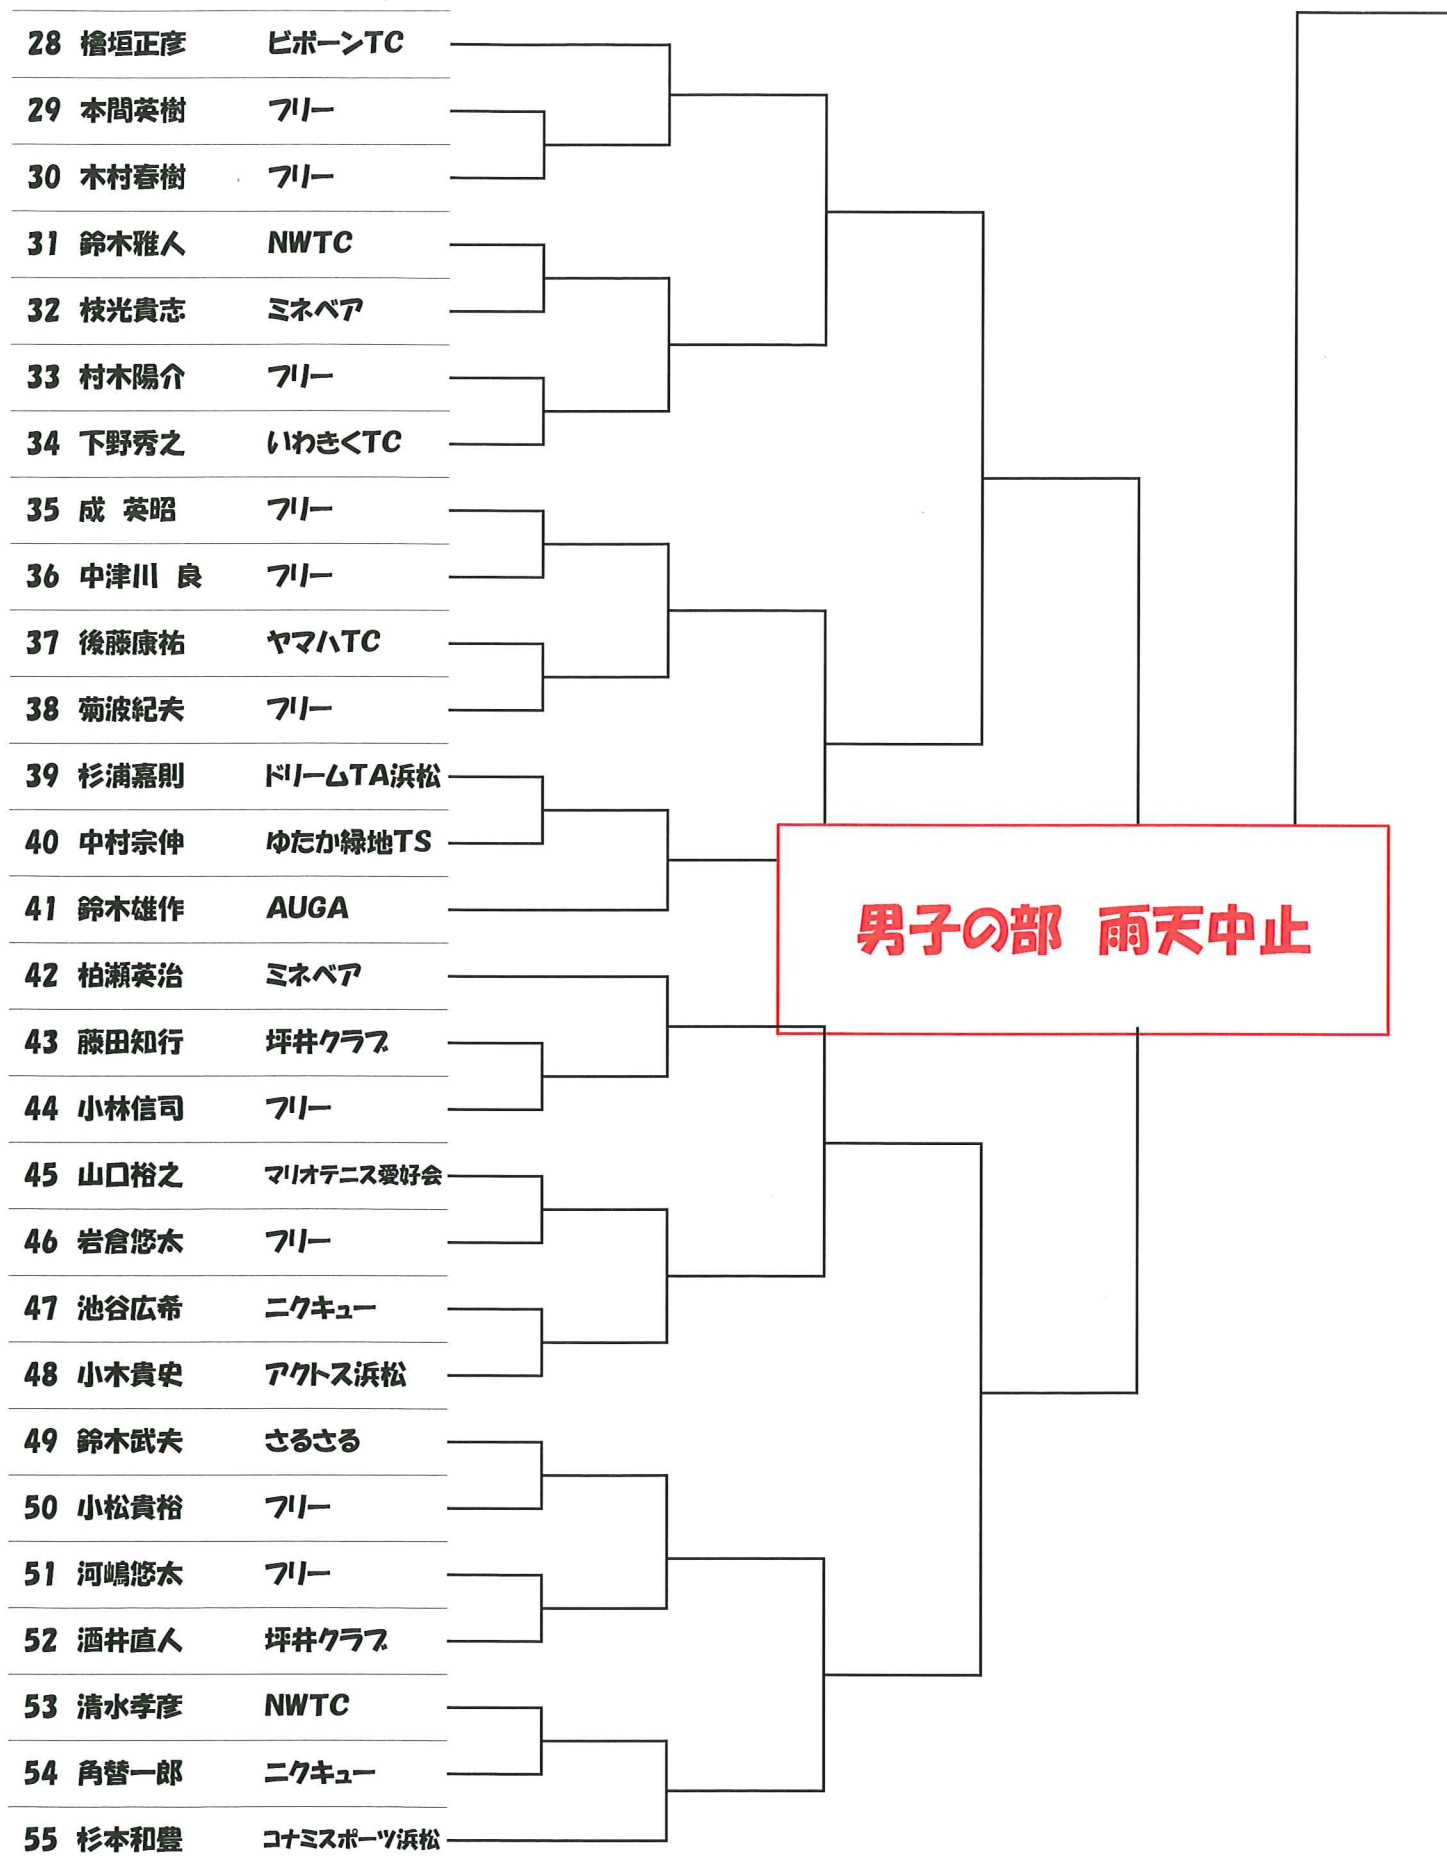 28 檜垣正彦 ビボーンTC
29 本間英樹 フリー
30 木村春樹 フリー
31 鈴木雅人 NWTC
32 枝光貴志 ミネベア
33 村木陽介 フリー
34 下野秀之 いわきくTC
35 成 英昭 フリー
36 中津川 良 フリー
37 後藤康祐 ヤマハTC
38 菊波紀夫 フリー
39 杉浦嘉則 ドリームTA浜松
40 中村宗伸 ゆたか緑地TS
41 鈴木雄作 AUGA
男子の部 雨天中止
42 柏瀬英治 ミネベア
43 藤田知行 坪井クラブ
44 小林信司 フリー
45 山口裕之 マリオテニス愛好会
46 岩倉悠太 フリー
47 池谷広希 ニクキュー
48 小木貴史 アクトス浜松
49 鈴木武夫 さるさる
50 小松貴裕 フリー
51 河嶋悠太 フリー
52 酒井直人 坪井クラブ
53 清水孝彦 NWTC
54 角替一郎 ニクキュー
55 杉本和豊 コナミスポーツ浜松